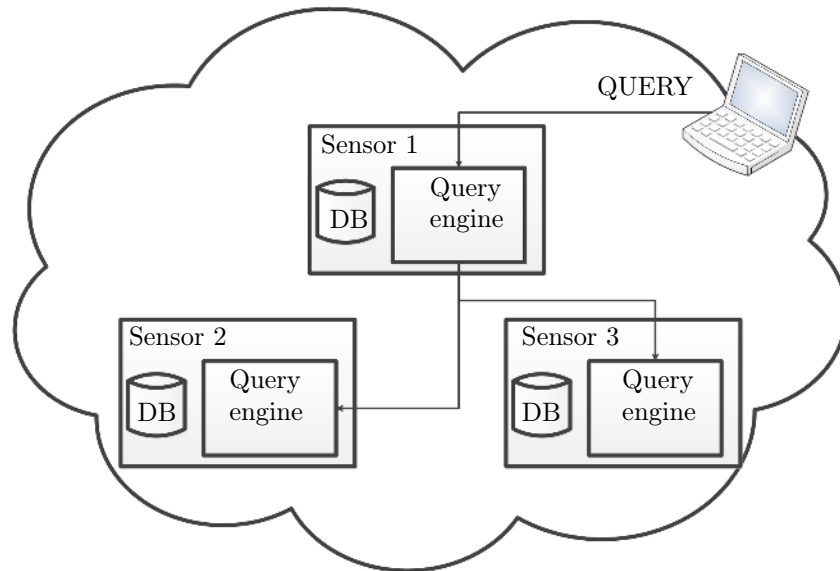 QUERY
Sensor 1
DB
Query
engine
Sensor 2
DB
Query
engine
Sensor 3
DB
Query
engine